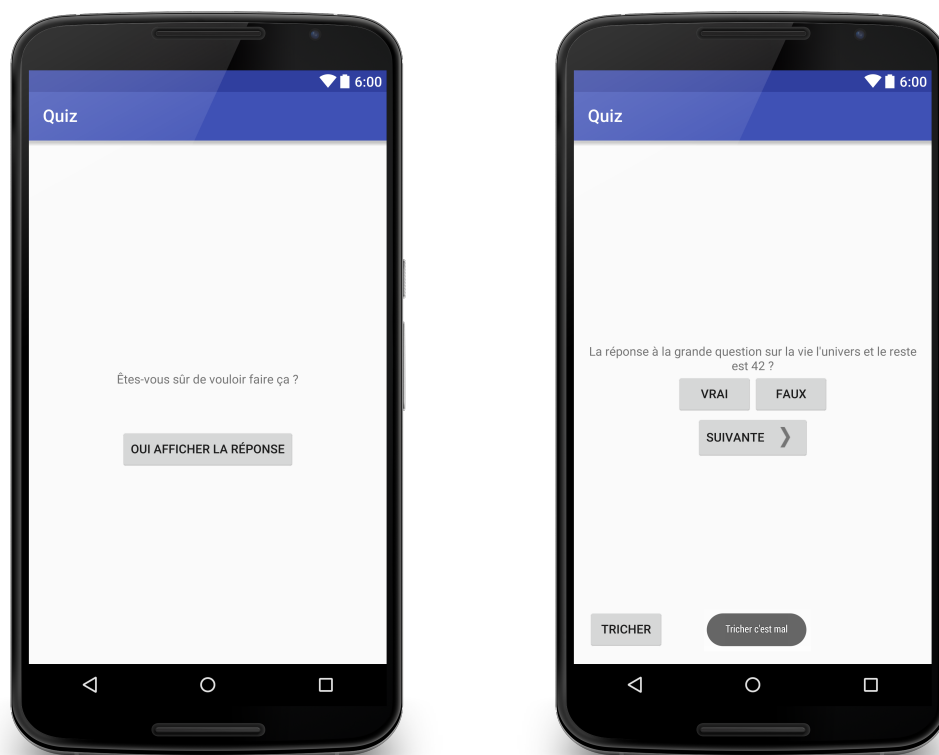 6:00
Quiz
Êtes-vous sûr de vouloir faire ça ?
OUI AFFICHER LA RÉPONSE
6:00
Quiz
La réponse à la grande question sur la vie l'univers et le reste
est 42 ?
VRAI FAUX
SUIVANTE
TRICHER Tricher c'est mal